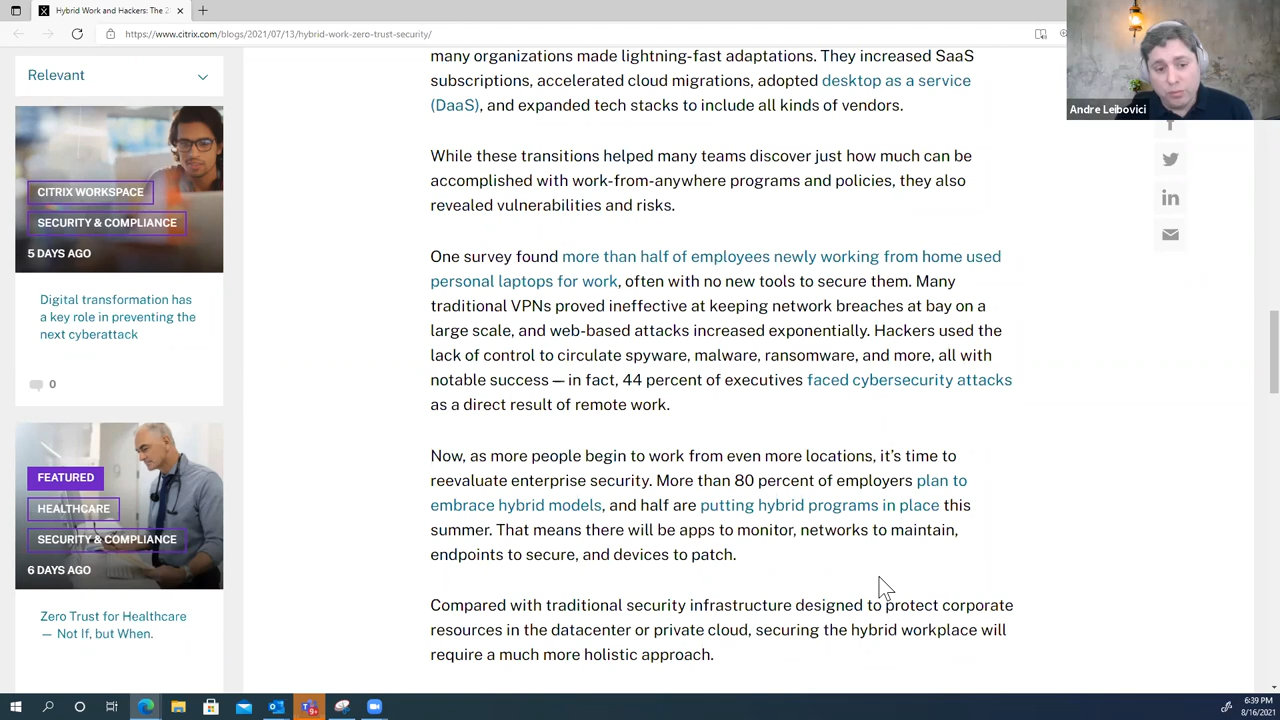 Hybrid Work and Hackers: The 2
https://www.citrix.com/blogs/2021/07/13/hybrid-work-zero-trust-security/
Relevant
CITRIX WORKSPACE
SECURITY & COMPLIANCE
5 DAYS AGO
Digital transformation has
a key role in preventing the
next cyberattack
0
FEATURED
HEALTHCARE
SECURITY & COMPLIANCE
6 DAYS AGO
Zero Trust for Healthcare
— Not If, but When.
many organizations made lightning-fast adaptations. They increased SaaS
subscriptions, accelerated cloud migrations, adopted desktop as a service
(DaaS), and expanded tech stacks to include all kinds of vendors.
While these transitions helped many teams discover just how much can be
accomplished with work-from-anywhere programs and policies, they also
revealed vulnerabilities and risks.
One survey found more than half of employees newly working from home used
personal laptops for work, often with no new tools to secure them. Many
traditional VPNs proved ineffective at keeping network breaches at bay on a
large scale, and web-based attacks increased exponentially. Hackers used the
lack of control to circulate spyware, malware, ransomware, and more, all with
notable success — in fact, 44 percent of executives faced cybersecurity attacks
as a direct result of remote work.
Now, as more people begin to work from even more locations, it's time to
reevaluate enterprise security. More than 80 percent of employers plan to
embrace hybrid models, and half are putting hybrid programs in place this
summer. That means there will be apps to monitor, networks to maintain,
endpoints to secure, and devices to patch.
Compared with traditional security infrastructure designed to protect corporate
resources in the datacenter or private cloud, securing the hybrid workplace will
require a much more holistic approach.
Andre Leibovici
9+
6:39 PM
8/16/2021